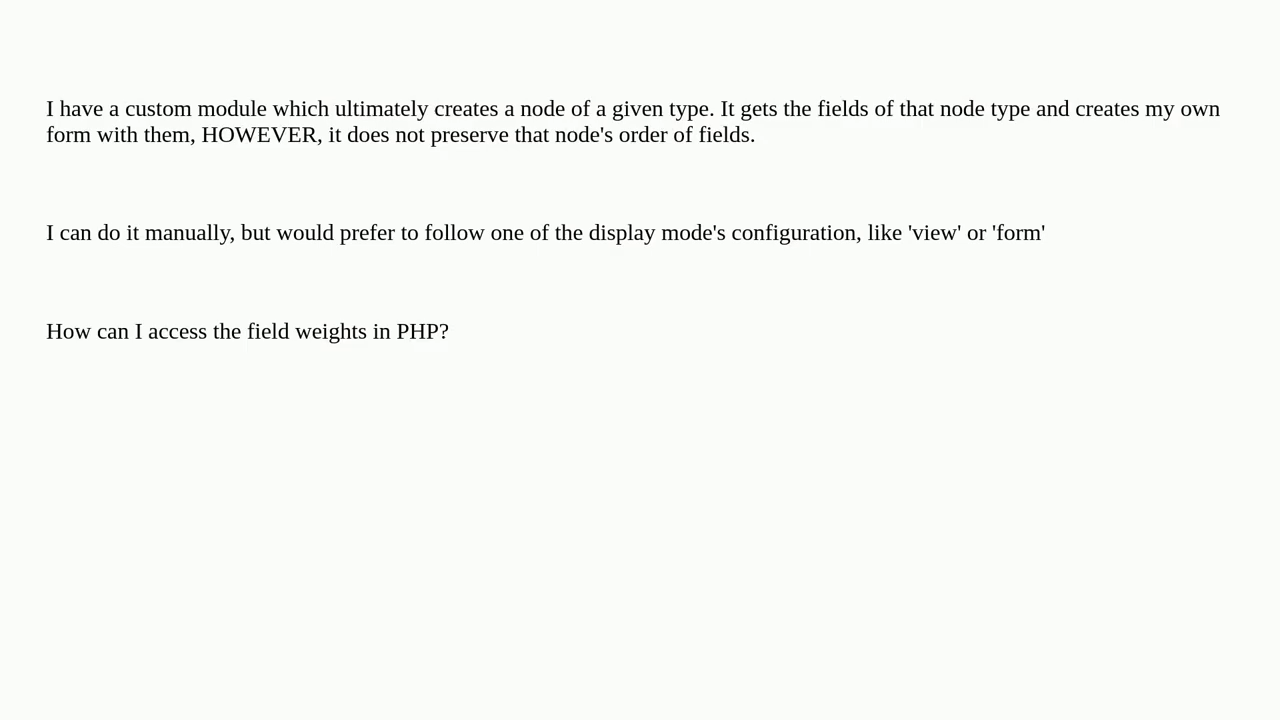 I have a custom module which ultimately creates a node of a given type. It gets the fields of that node type and creates my own
form with them, HOWEVER, it does not preserve that node's order of fields.
I can do it manually, but would prefer to follow one of the display mode's configuration, like 'view' or 'form'
How can I access the field weights in PHP?